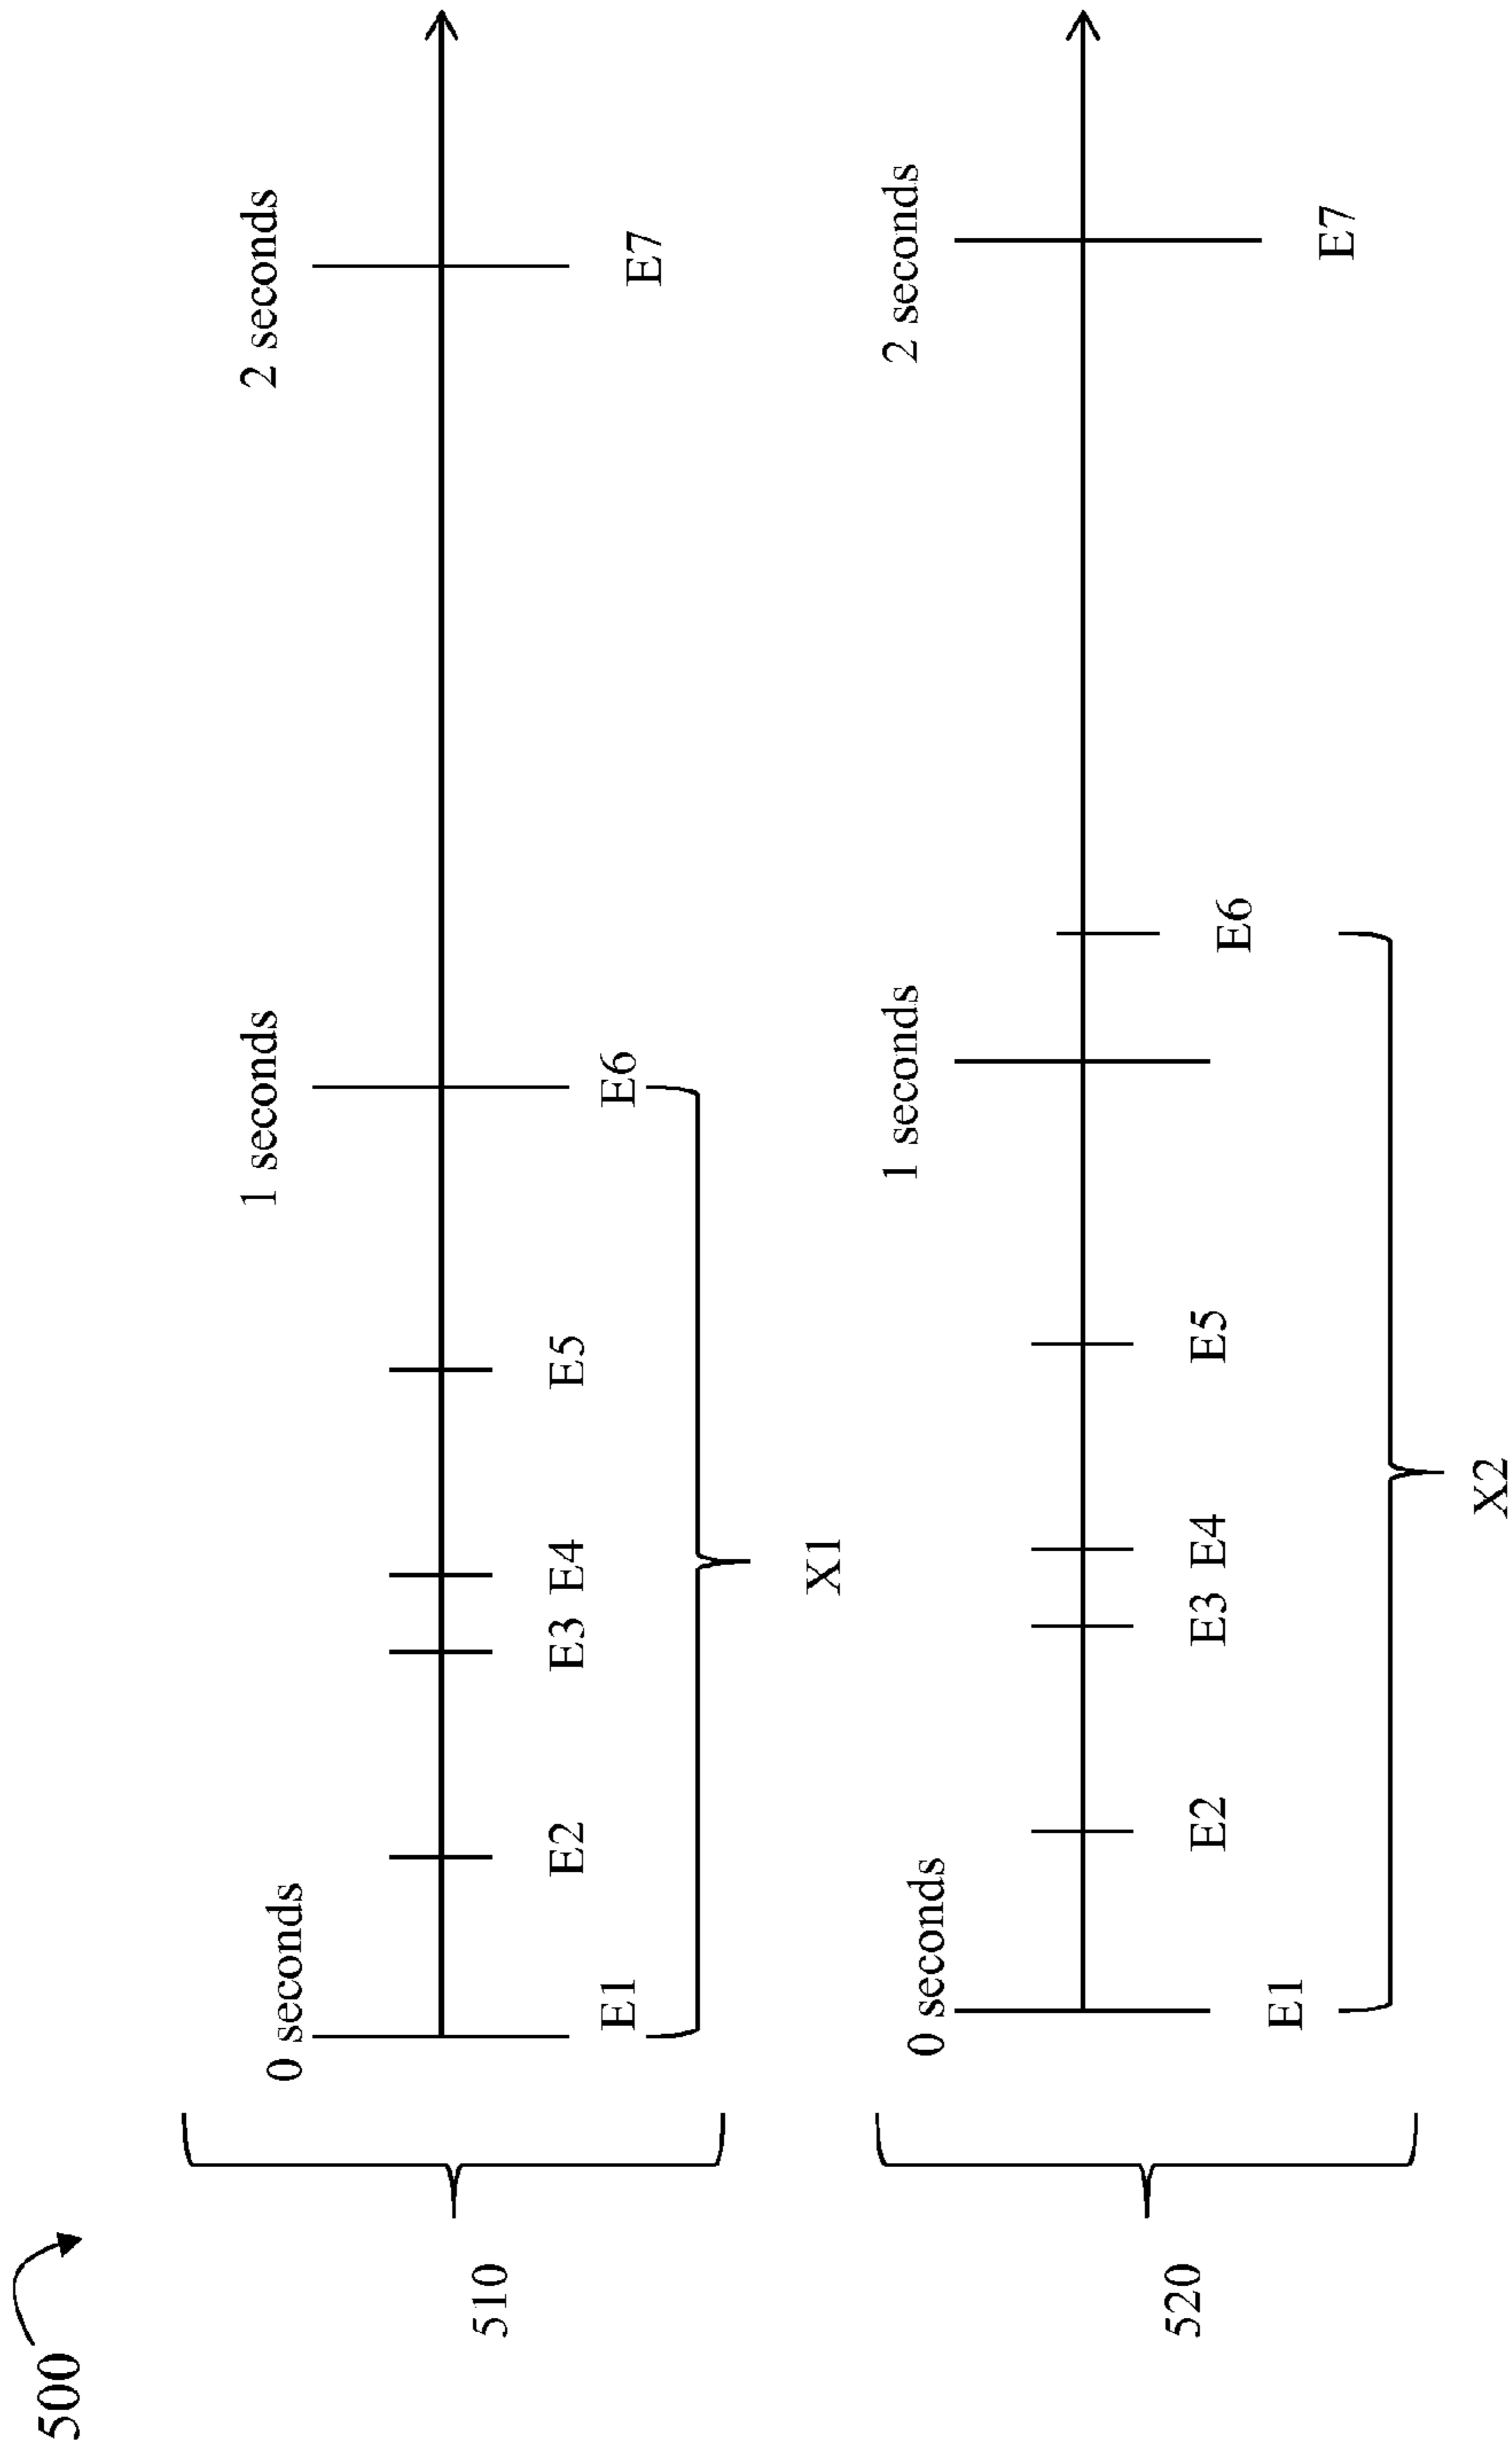 500
510
0 seconds
1 seconds
2 seconds
E1
E2
E3
E4
E5
E6
E7
X1
520
0 seconds
1 seconds
2 seconds
E1
E2
E3
E4
E5
E6
E7
X2